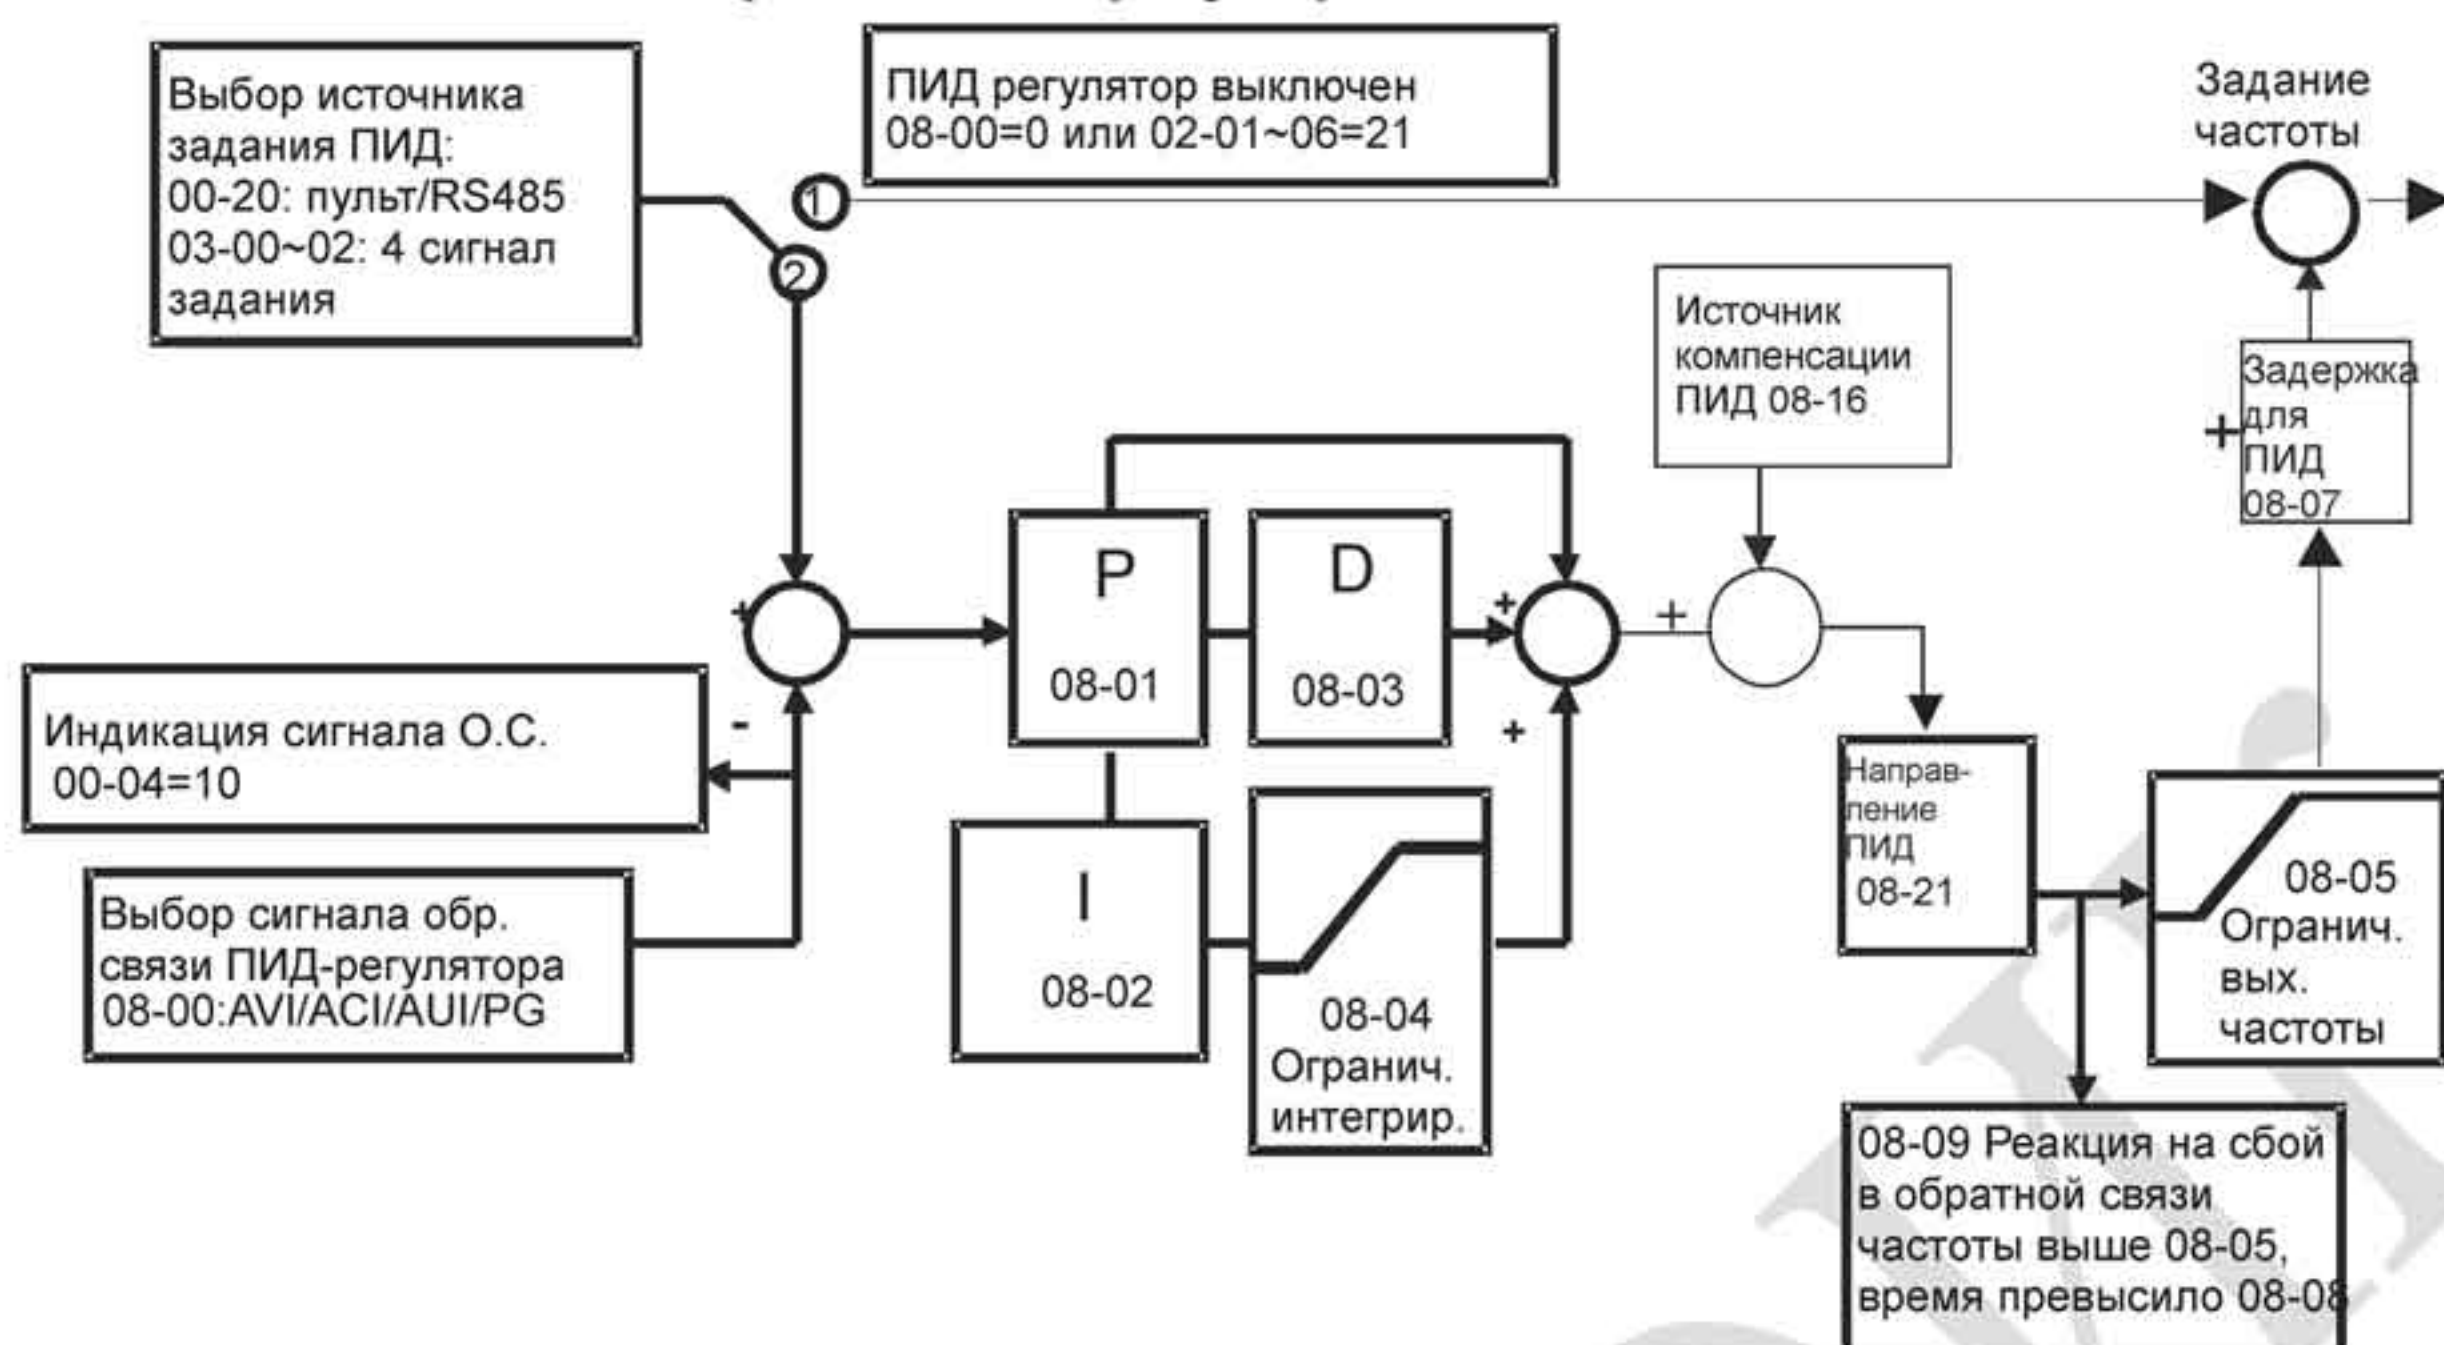 Выбор источника
задания ПИД:
00-20: пульт/RS485
03-00~02: 4 сигнал
задания
ПИД регулятор выключен
08-00=0 или 02-01~06=21
Задание
частоты
1
2
Источник
компенсации
ПИД 08-16
Задержка
для
ПИД
08-07
+
+
-
P
08-01
D
08-03
+
+
+
Индикация сигнала О.С.
00-04=10
Выбор сигнала обр.
связи ПИД-регулятора
08-00:AVI/ACI/AUI/PG
I
08-02
08-04
Огранич.
интегрир.
Направ-
ление
ПИД
08-21
08-05
Огранич.
вых.
частоты
08-09 Реакция на сбой
в обратной связи
частоты выше 08-05,
время превысило 08-08